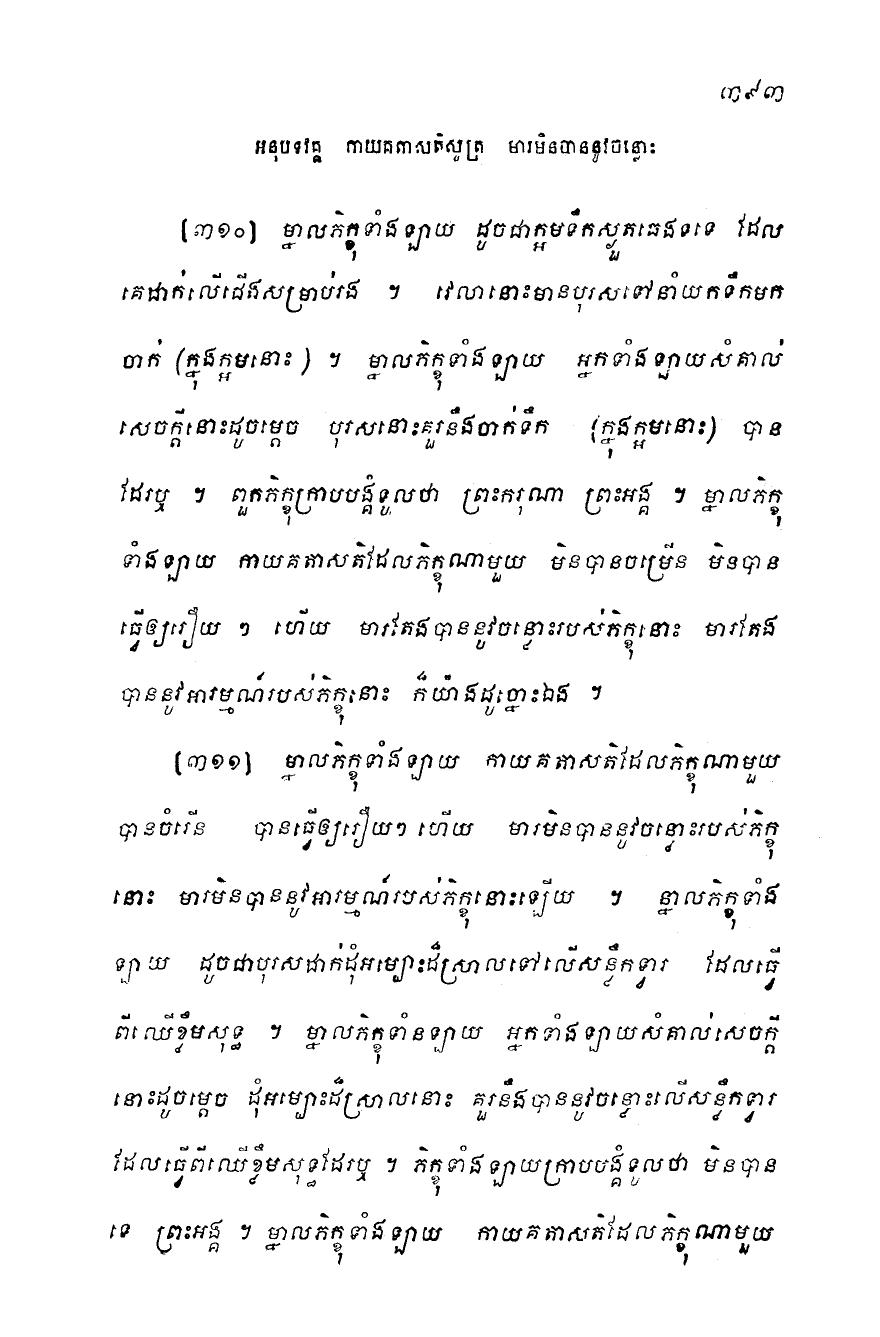 ៣៩៣
អនុបទវគ្គ កាយគតាសតិសូត្រ មារមិនបាននូវចន្លោះ
[៣១០] ម្នាលភិក្ខុទាំងឡាយ ដូចជាក្អមទឹកស្ងួតធេងទទេ ដែល
គេដាក់លើជើងសម្រាប់រង ។ វេលានោះមានបុរសទៅនាំយកទឹកមក
ចាក់ (ក្នុងក្អមនោះ) ។ ម្នាលភិក្ខុទាំងឡាយ អ្នកទាំងឡាយសំគាល់
សេចក្តីនោះដូចម្តេច បុរសនោះគួរនឹងចាក់ទឹក (ក្នុងក្អមនោះ) បាន
ដែរឬ ។ ពួកភិក្ខុក្រាបបង្គំទូលថា ព្រះករុណា ព្រះអង្គ ។ ម្នាលភិក្ខុ
ទាំងឡាយ កាយគតាសតិដែលភិក្ខុណាមួយ មិនបានចម្រើន មិនបាន
ធ្វើឲ្យរឿយ ៗ ហើយ មារតែងបាននូវចន្លោះរបស់ភិក្ខុនោះ មារតែង
បាននូវអារម្មណ៍របស់ភិក្ខុនោះ ក៏យ៉ាងដូច្នោះឯង ។
[៣១១] ម្នាលភិក្ខុទាំងឡាយ កាយគតាសតិដែលភិក្ខុណាមួយ
បានចំរើន បានធ្វើឲ្យរឿយៗ ហើយ មារមិនបាននូវចន្លោះរបស់ភិក្ខុ
នោះ មារមិនបាននូវអារម្មណ៍របស់ភិក្ខុនោះឡើយ ។ ម្នាលភិក្ខុទាំង
ឡាយ ដូចជាបុរសដាក់ដុំអម្បោះដ៏ស្រាលទៅលើសន្ទឹកទ្វារ ដែលធ្វើ
ពីឈើខ្លឹមសុទ្ធ ។ ម្នាលភិក្ខុទាំនឡាយ អ្នកទាំងឡាយសំគាល់សេចក្តី
នោះដូចម្តេច ដុំអម្បោះដ៏ស្រាលនោះ គួរនឹងបាននូវចន្លោះលើសន្ទឹកទ្វារ
ដែលធ្វើពីឈើខ្លឹមសុទ្ធដែរឬ ។ ភិក្ខុទាំងឡាយក្រាបបង្គំទូលថា មិនបាន
ទេ ព្រះអង្គ ។ ម្នាលភិក្ខុទាំងឡាយ កាយគតាសតិដែលភិក្ខុណាមួយ